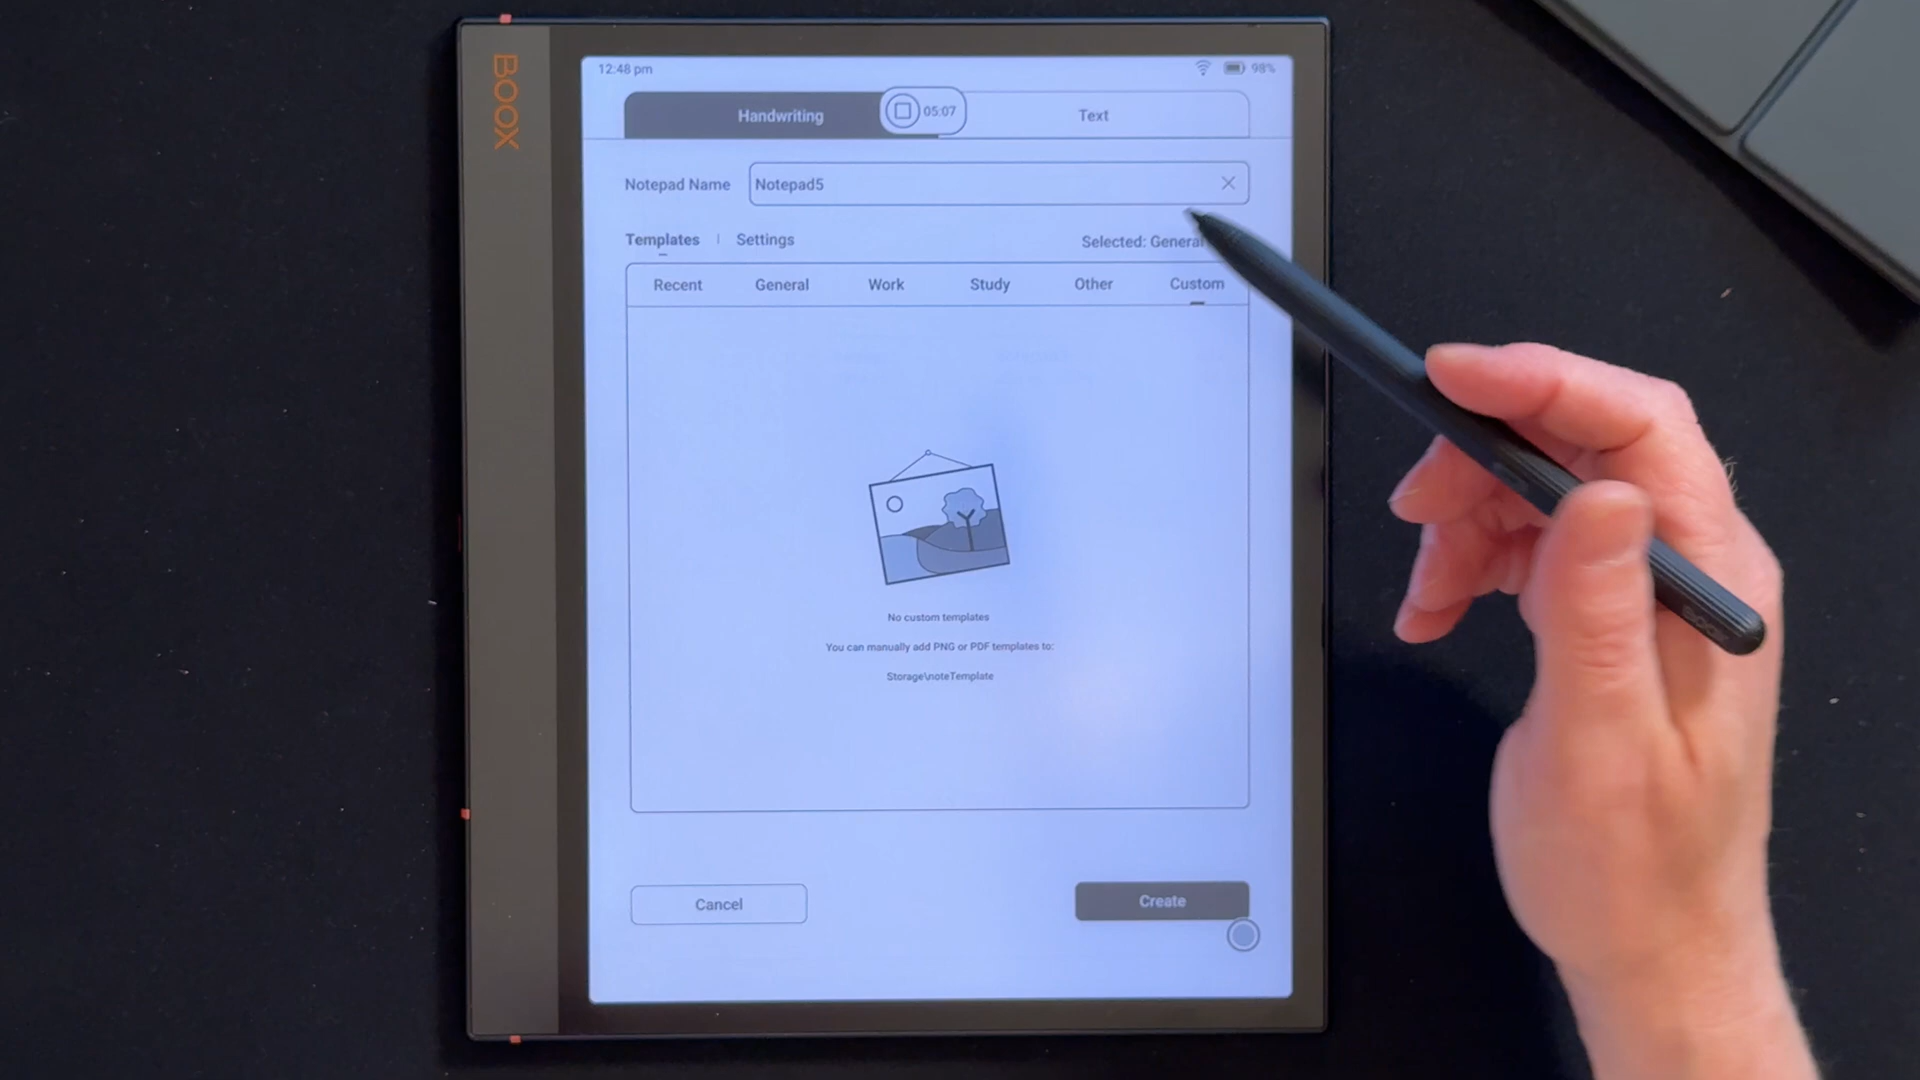 BOOX
12:48 pm
98%
Handwriting
05:07
Text
Notepad Name
Notepad5
Templates
Settings
Selected: General
Recent
General
Work
Study
Other
Custom
No custom templates
You can manually add PNG or PDF templates to:
Storage\noteTemplate
Cancel
Create